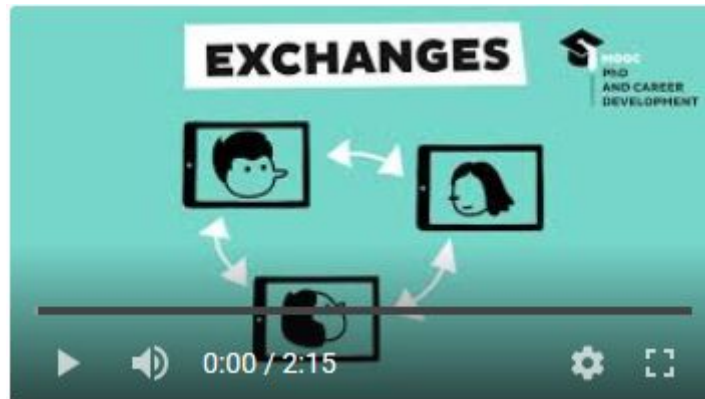 EXCHANGES
MOOC
PhD
AND CAREER
DEVELOPMENT
0:00 / 2:15